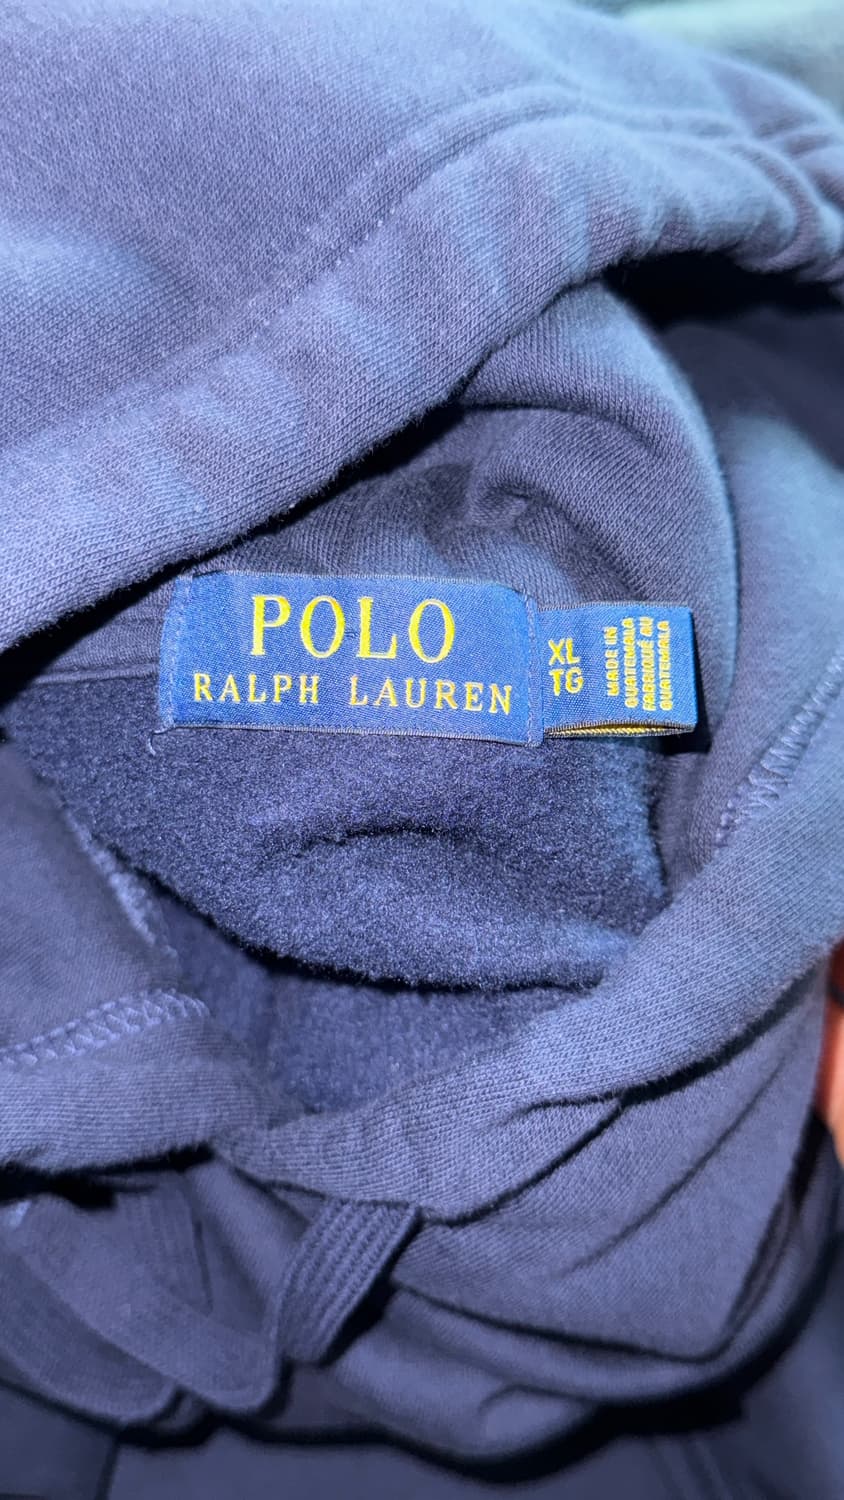 POLO
RALPH LAUREN
XL
TG
MADE IN
GUATEMALA
FABRIQUÉ AU
GUATEMALA